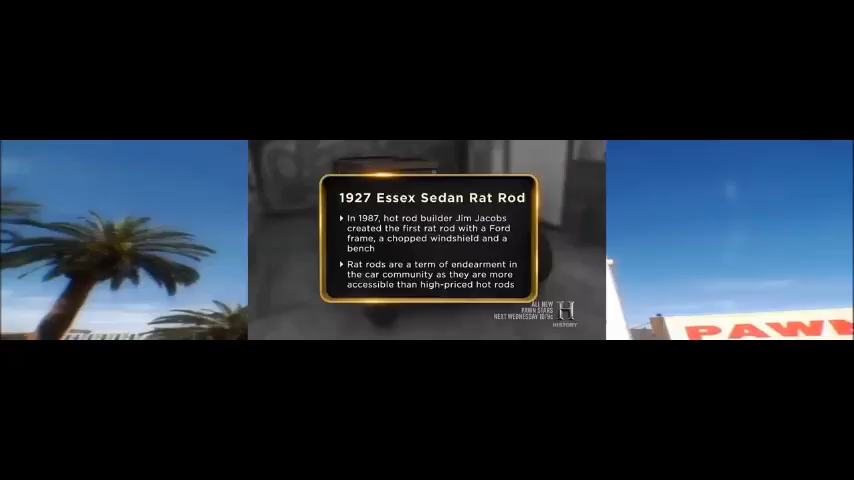 1927 Essex Sedan Rat Rod
In 1987, hot rod builder Jim Jacobs
created the first rat rod with a Ford
frame, a chopped windshield and a
bench
Rat rods are a term of endearment in
the car community as they are more
accessible than high-priced hot rods
ALL NEW
PAWN STARS
NEXT WEDNESDAY 10/9c
H
HISTORY
PAWN